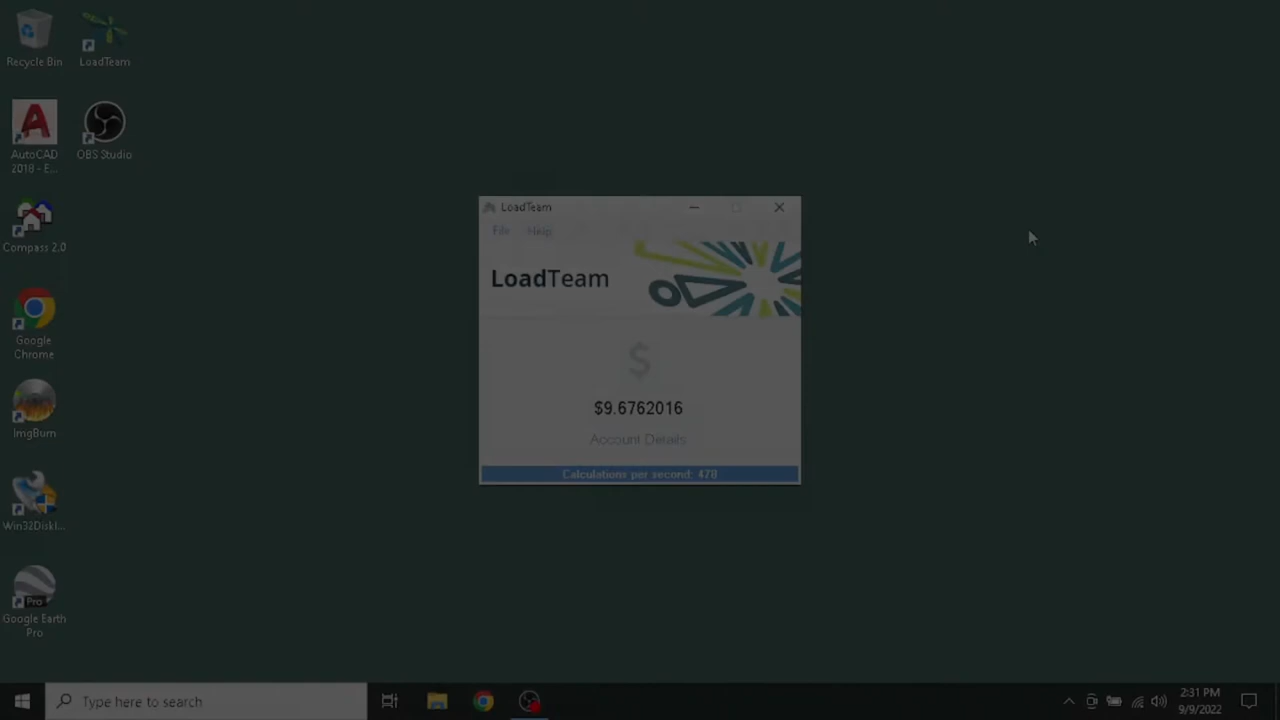 Recycle Bin
LoadTeam
AutoCAD
2018 - E...
OBS Studio
Compass 2.0
Google
Chrome
ImgBurn
Win32DiskI...
Pro
Google Earth
Pro
LoadTeam
File Help
LoadTeam
$
$9.6762016
Account Details
Calculations per second: 478
Type here to search
2:31 PM
9/9/2022